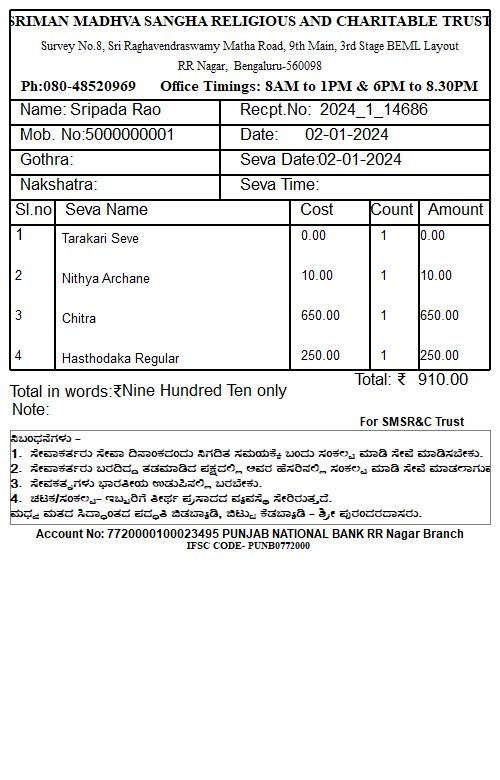 SRIMAN MADHVA SANGHA RELIGIOUS AND CHARITABLE TRUST
Survey No.8, Sri Raghavendraswamy Matha Road, 9th Main, 3rd Stage BEML Layout
RR Nagar, Bengaluru-560098
Ph:080-48520969 Office Timings: 8AM to 1PM & 6PM to 8.30PM
Name: Sripada Rao Recpt.No: 2024_1_14686
Mob. No:5000000001 Date: 02-01-2024
Gothra: Seva Date:02-01-2024
Nakshatra: Seva Time:
Sl.no Seva Name Cost Count Amount
1 Tarakari Seve 0.00 1 0.00
2 Nithya Archane 10.00 1 10.00
3 Chitra 650.00 1 650.00
4 Hasthodaka Regular 250.00 1 250.00
Total: ₹ 910.00
Total in words:₹Nine Hundred Ten only
Note:
For SMSR&C Trust
ನಿಬಂಧನೆಗಳು –
1. ಸೇವಾಕರ್ತರು ಸೇವಾ ದಿನಾಂಕದಂದು ನಿಗದಿತ ಸಮಯಕ್ಕೆ ಬಂದು ಸಂಕಲ್ಪ ಮಾಡಿ ಸೇವೆ ಮಾಡಿಸಬೇಕು.
2. ಸೇವಾಕರ್ತರು ಬರದಿದ್ದ ತಡಮಾಡಿದ ಪಕ್ಷದಲ್ಲಿ ಅವರ ಹೆಸರಿನಲ್ಲಿ ಸಂಕಲ್ಪ ಮಾಡಿ ಸೇವೆ ಮಾಡಲಾಗುವ
3. ಸೇವಕತೃಗಳು ಭಾರತೀಯ ಉಡುಪಿನಲ್ಲಿ ಬರಬೇಕು.
4. ಚಟಕ/ಸಂಕಲ್ಪ– ಇಬ್ಬರಿಗೆ ತೀರ್ಥ ಪ್ರಸಾದದ ವ್ಯವಸ್ಥೆ ಸೇರಿರುತ್ತದೆ.
ಮಧ್ವ ಮತದ ಸಿದ್ಧಾಂತದ ಪದ್ಧತಿ ಬಿಡಬ್ಯಾಡಿ, ಬಿಟ್ಟು ಕೆಡಬ್ಯಾಡಿ – ಶ್ರೀ ಪುರಂದರದಾಸರು.
Account No: 7720000100023495 PUNJAB NATIONAL BANK RR Nagar Branch
IFSC CODE- PUNB0772000